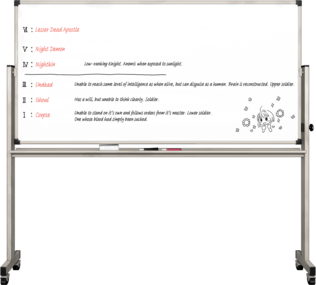 VI : Lesser Dead Apostle
V : Night Demon
IV : Nightkin Low-ranking Knight. Knows when exposed to sunlight.
III : Undead Unable to reach same level of intelligence as when alive, but can disguise as a human. Brain is reconstructed. Upper soldier.
II : Ghoul Has a will, but unable to think clearly. Soldier.
I : Corpse Unable to stand on it's own and follows orders from it's master. Lower soldier.
One whose blood had simply been sucked.